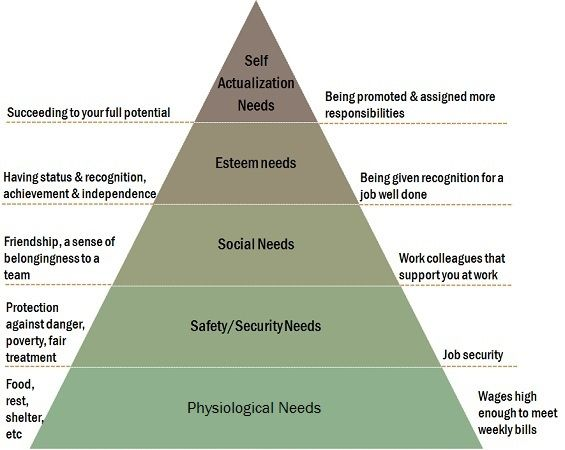 Self
Actualization
Needs
Succeeding to your full potential
Being promoted & assigned more
responsibilities
Esteem needs
Having status & recognition,
achievement & independence
Being given recognition for a
job well done
Social Needs
Friendship, a sense of
belongingness to a
team
Work colleagues that
support you at work
Safety/Security Needs
Protection
against danger,
poverty, fair
treatment
Job security
Physiological Needs
Food,
rest,
shelter,
etc
Wages high
enough to meet
weekly bills